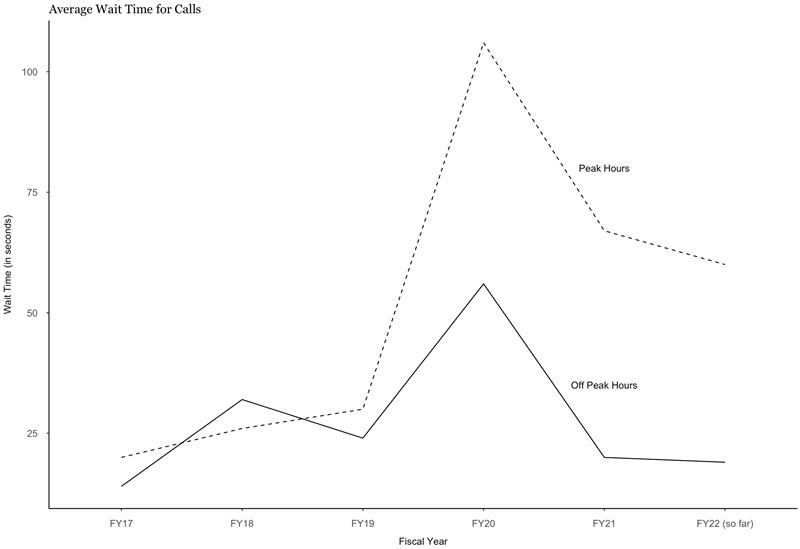 Average Wait Time for Calls
100
75
50
25
Wait Time (in seconds)
Peak Hours
Off Peak Hours
FY17
FY18
FY19
FY20
FY21
FY22 (so far)
Fiscal Year